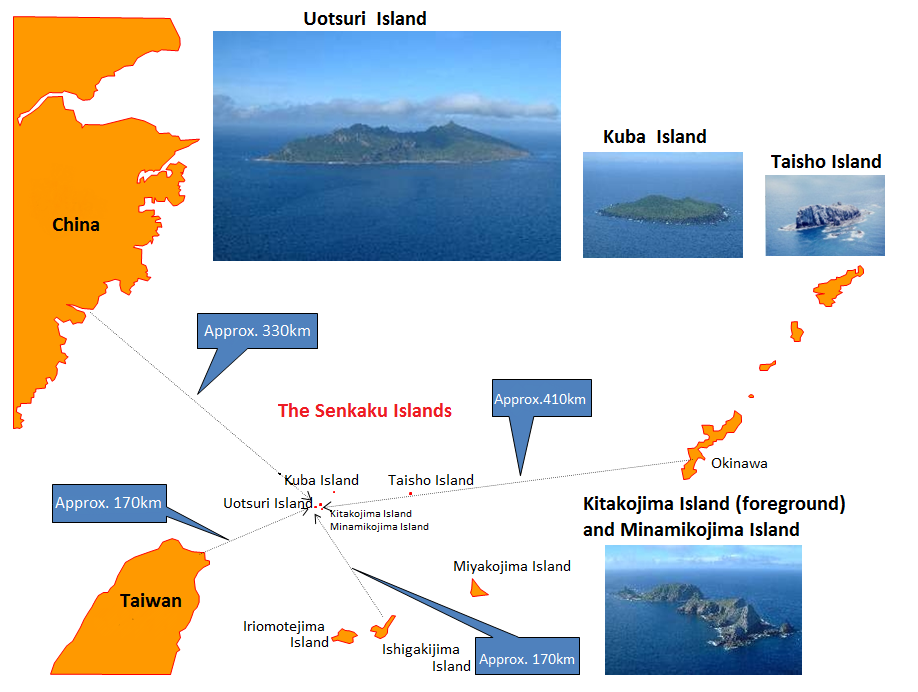 Uotsuri Island
Kuba Island
Taisho Island
China
Approx. 330km
The Senkaku Islands
Approx.410km
Okinawa
Kuba Island
Taisho Island
Uotsuri Island
Approx. 170km
Kitakojima Island
Minamikojima Island
Kitakojima Island (foreground)
and Minamikojima Island
Taiwan
Miyakojima Island
Iriomotejima
Island
Ishigakijima
Island
Approx. 170km